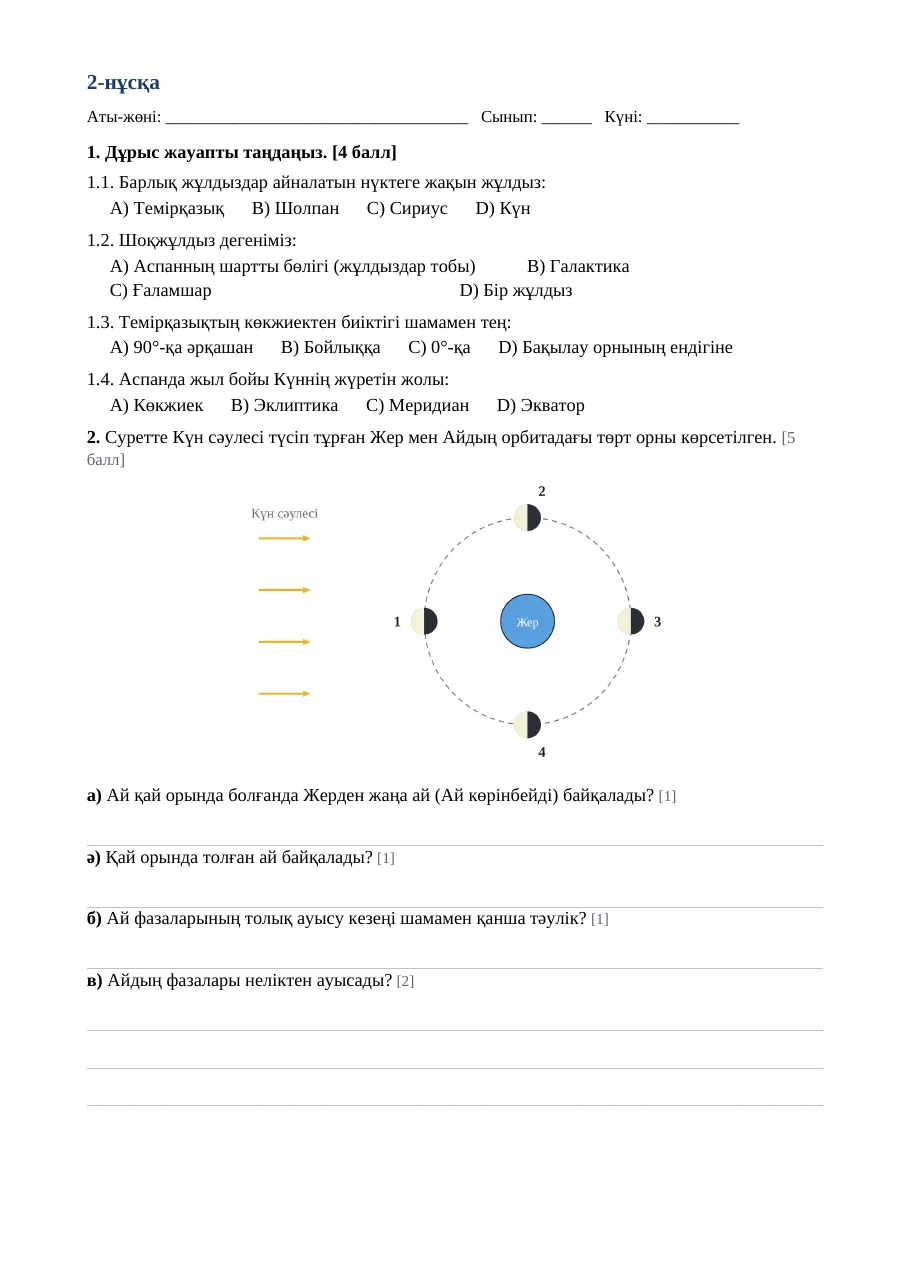 2-нұсқа
Аты-жөні: ____________________________________ Сынып: ______ Күні: ___________
1. Дұрыс жауапты таңдаңыз. [4 балл]
1.1. Барлық жұлдыздар айналатын нүктеге жақын жұлдыз:
A) Темірқазық B) Шолпан C) Сириус D) Күн
1.2. Шоқжұлдыз дегеніміз:
A) Аспанның шартты бөлігі (жұлдыздар тобы) B) Галактика
C) Ғаламшар D) Бір жұлдыз
1.3. Темірқазықтың көкжиектен биіктігі шамамен тең:
A) 90°-қа әрқашан B) Бойлыққа C) 0°-қа D) Бақылау орнының ендігіне
1.4. Аспанда жыл бойы Күннің жүретін жолы:
A) Көкжиек B) Эклиптика C) Меридиан D) Экватор
2. Суретте Күн сәулесі түсіп тұрған Жер мен Айдың орбитадағы төрт орны көрсетілген. [5
балл]
2
Күн сәулесі
1
Жер
3
4
а) Ай қай орында болғанда Жерден жаңа ай (Ай көрінбейді) байқалады? [1]
ә) Қай орында толған ай байқалады? [1]
б) Ай фазаларының толық ауысу кезеңі шамамен қанша тәулік? [1]
в) Айдың фазалары неліктен ауысады? [2]